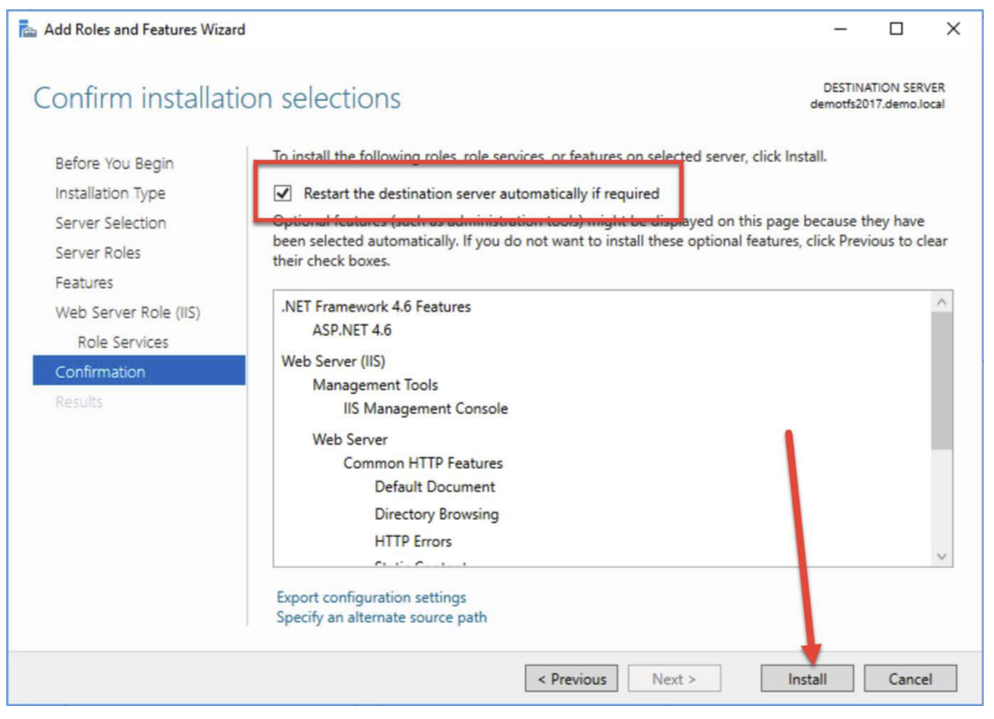 Add Roles and Features Wizard
Confirm installation selections
DESTINATION SERVER
demotfs2017.demo.local
Before You Begin
Installation Type
Server Selection
Server Roles
Features
Web Server Role (IIS)
Role Services
Confirmation
Results
To install the following roles, role services, or features on selected server, click Install.
Restart the destination server automatically if required
Optional features (such as administration tools) might be displayed on this page because they have
been selected automatically. If you do not want to install these optional features, click Previous to clear
their check boxes.
.NET Framework 4.6 Features
ASP.NET 4.6
Web Server (IIS)
Management Tools
IIS Management Console
Web Server
Common HTTP Features
Default Document
Directory Browsing
HTTP Errors
Export configuration settings
Specify an alternate source path
< Previous
Next >
Install
Cancel